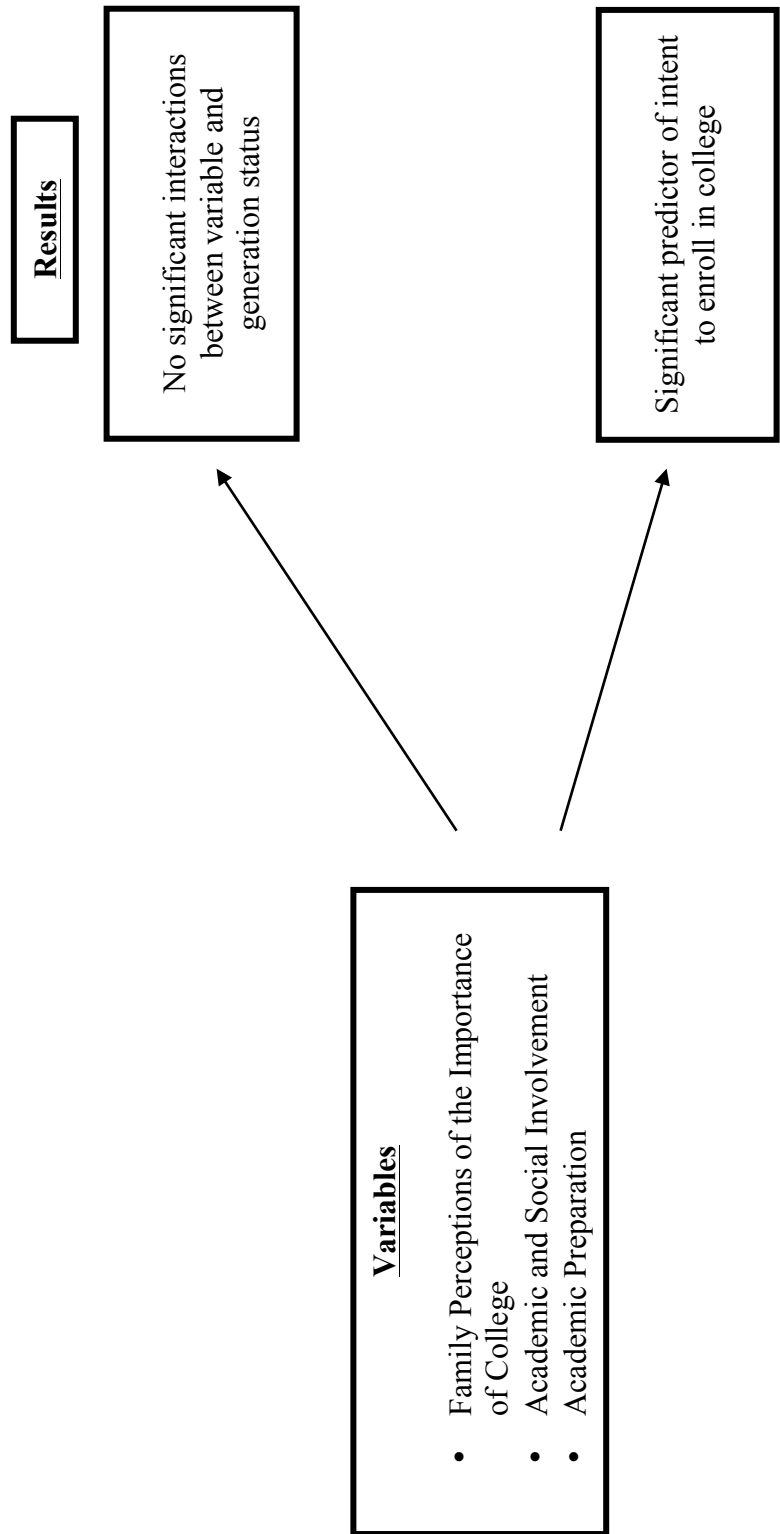 Variables
• Family Perceptions of the Importance
of College
• Academic and Social Involvement
• Academic Preparation
Results
No significant interactions
between variable and
generation status
Significant predictor of intent
to enroll in college